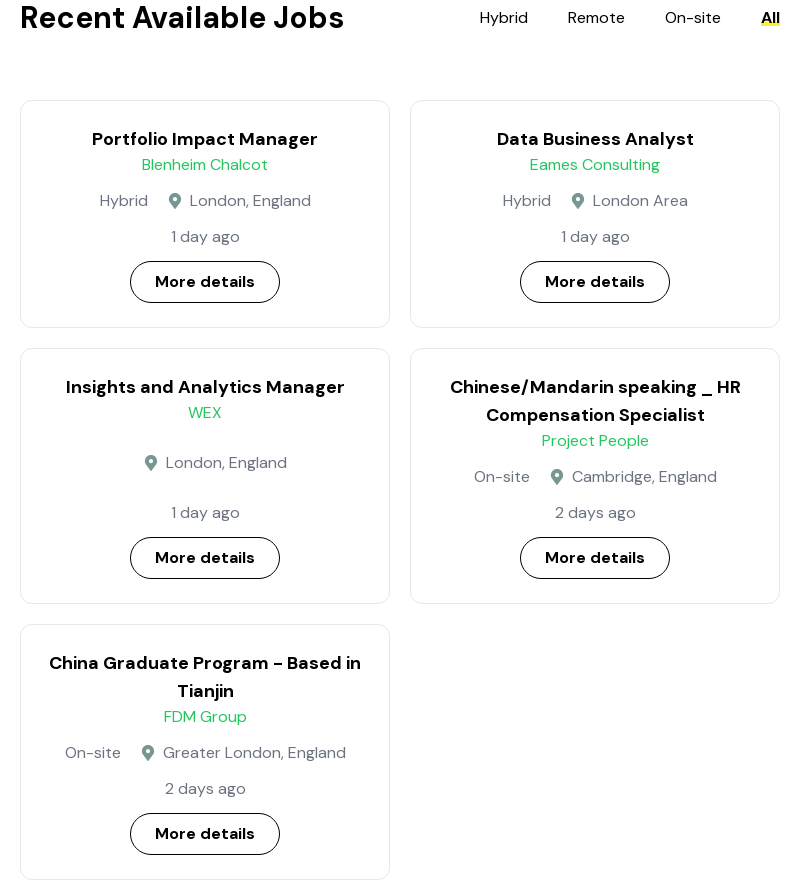 Recent Available Jobs
Hybrid Remote On-site All
Portfolio Impact Manager
Blenheim Chalcot
Hybrid London, England
1 day ago
More details
Data Business Analyst
Eames Consulting
Hybrid London Area
1 day ago
More details
Insights and Analytics Manager
WEX
London, England
1 day ago
More details
Chinese/Mandarin speaking _ HR
Compensation Specialist
Project People
On-site Cambridge, England
2 days ago
More details
China Graduate Program - Based in
Tianjin
FDM Group
On-site Greater London, England
2 days ago
More details